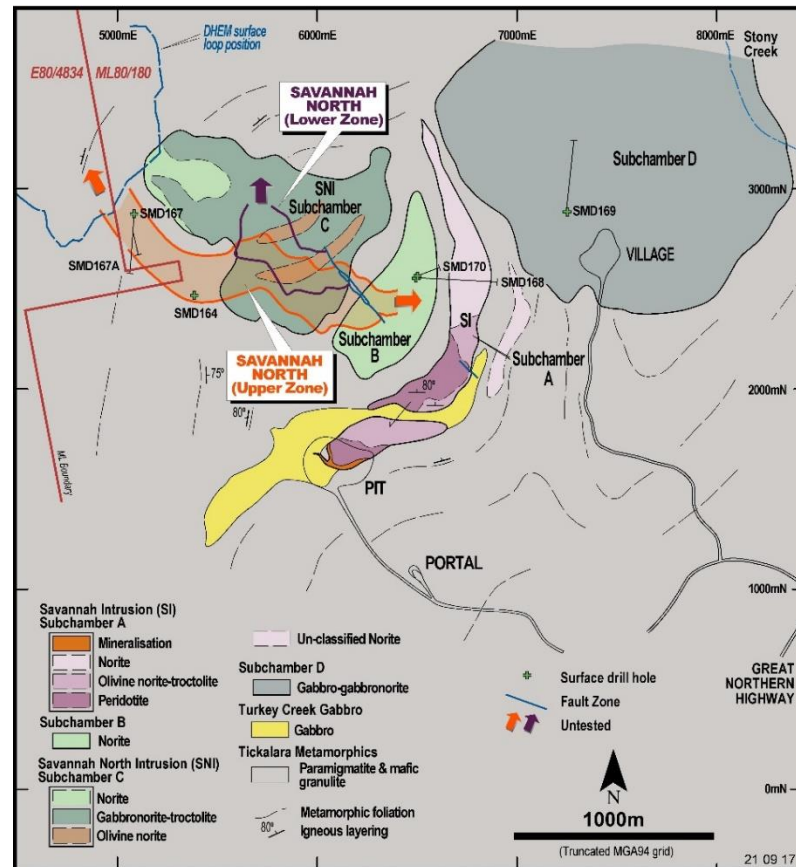 5000mE
6000mE
7000mE
8000mE
Stony
Creek
DHEM surface
loop position
E80/4834
ML80/180
SAVANNAH
NORTH
(Lower Zone)
Subchamber D
3000mN
SNI
Subchamber
C
SMD167
SMD169
VILLAGE
SMD167A
SMD170
SMD168
SMD164
SI
Subchamber
B
Subchamber
A
SAVANNAH
NORTH
(Upper Zone)
75°
80°
80°
2000mN
ML Boundary
PIT
PORTAL
1000mN
Savannah Intrusion (SI)
Subchamber A
Mineralisation
Norite
Olivine norite-troctolite
Peridotite
Subchamber B
Norite
Savannah North Intrusion (SNI)
Subchamber C
Norite
Gabbronorite-troctolite
Olivine norite
Un-classified Norite
Subchamber D
Gabbro-gabbronorite
Turkey Creek Gabbro
Gabbro
Tickalara Metamorphics
Paramigmatite & mafic
granulite
Metamorphic foliation
80° Igneous layering
Surface drill hole
Fault Zone
Untested
GREAT
NORTHERN
HIGHWAY
0mN
N
1000m
(Truncated MGA94 grid)
21 09 17